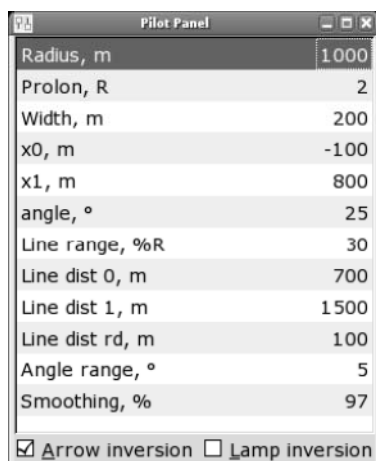 Pilot Panel
Radius, m 1000
Prolon, R 2
Width, m 200
x0, m -100
x1, m 800
angle, ° 25
Line range, %R 30
Line dist 0, m 700
Line dist 1, m 1500
Line dist rd, m 100
Angle range, ° 5
Smoothing, % 97
Arrow inversion Lamp inversion